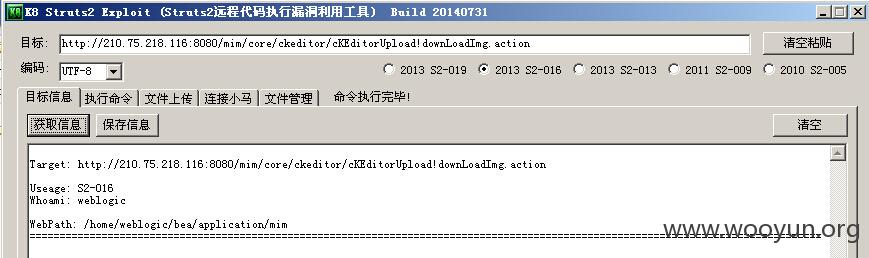 K8 K8 Struts2 Exploit (Struts2远程代码执行漏洞利用工具) Build 20140731
目标: http://210.75.218.116:8080/mim/core/ckeditor/cKEditorUpload!downLoadImg.action 清空粘贴
编码: UTF-8 2013 S2-019 2013 S2-016 2013 S2-013 2011 S2-009 2010 S2-005
目标信息 执行命令 文件上传 连接小马 文件管理 命令执行完毕!
获取信息 保存信息 清空
Target: http://210.75.218.116:8080/mim/core/ckeditor/cKEditorUpload!downLoadImg.action
Useage: S2-016
Whoami: weblogic
WebPath: /home/weblogic/bea/application/mim
www.wooyun.org